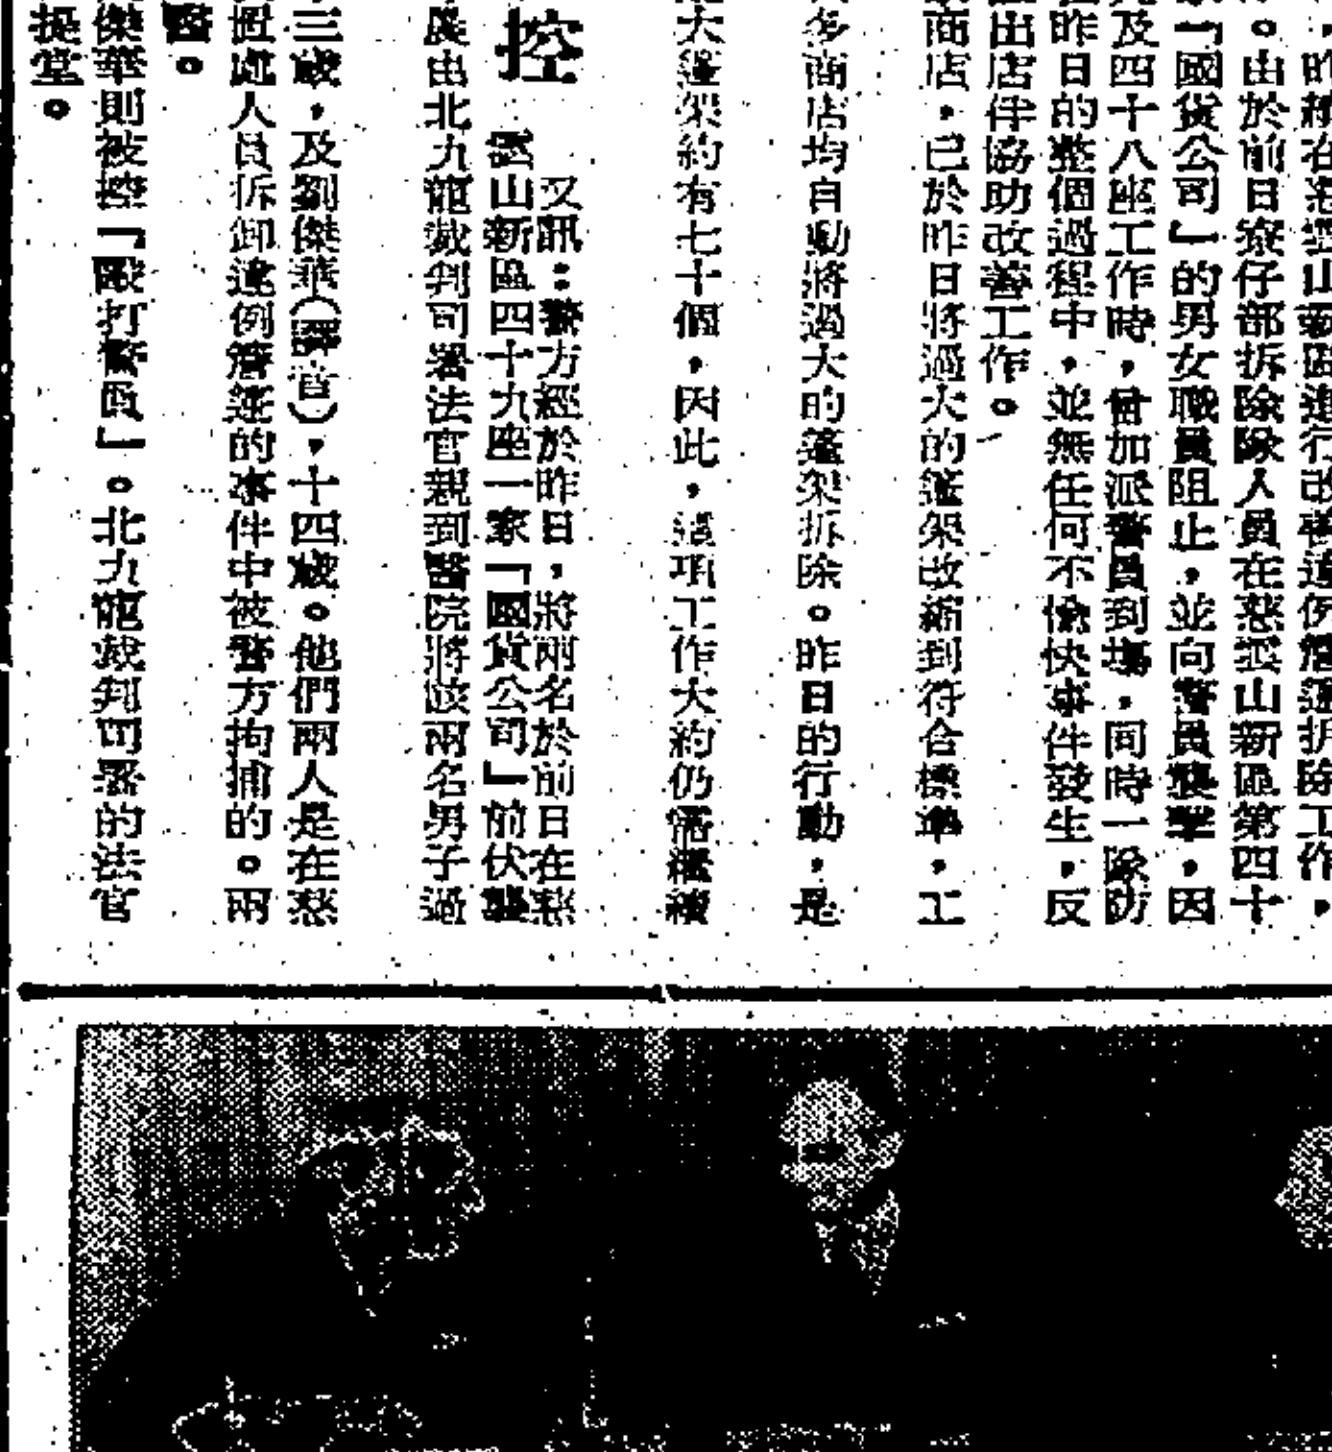 ，昨續在慈雲山新區進行改善違例簷篷拆除工作，
。由於前日寮仔部拆除隊人員在慈雲山新區第四十
「國貨公司」的男女職員阻止，並向警員襲擊，因
及四十八座工作時，曾加派警員到場，同時一隊防
昨日的整個過程中，並無任何不愉快事件發生，反
出店伴協助改善工作。
商店，已於昨日將過大的篷架改縮到符合標準，工
多商店均自動將過大的篷架拆除。昨日的行動，是
大篷架約有七十個，因此，這項工作大約仍需繼續
控
又訊：警方經於昨日，將兩名於前日在慈
雲山新區四十九座一家「國貨公司」前伏襲
晨由北九龍裁判司署法官親到醫院將該兩名男子過
三歲，及劉傑華（譯音），十四歲。他們兩人是在慈
置處人員拆卸違例簷篷的事件中被警方拘捕的。兩
醫。
傑華則被控「毆打警員」。北九龍裁判司署的法官
提堂。